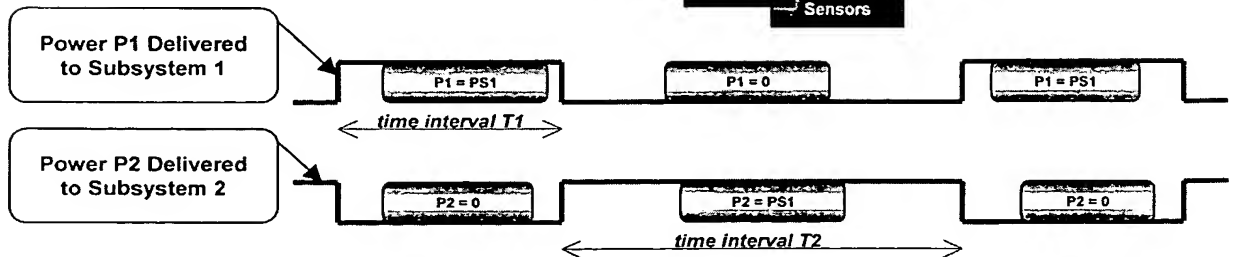 Sensors
Power P1 Delivered
to Subsystem 1
P1 = PS1
P1 = 0
P1 = PS1
time interval T1
Power P2 Delivered
to Subsystem 2
P2 = 0
P2 = PS1
P2 = 0
time interval T2